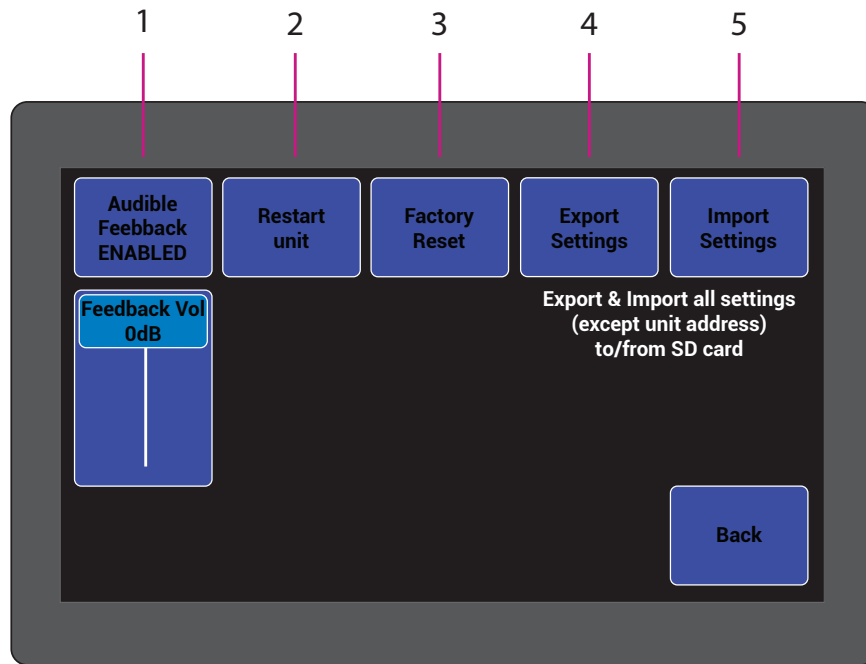 1 2 3 4 5
Audible
Feebback
ENABLED
Restart
unit
Factory
Reset
Export
Settings
Import
Settings
Feedback Vol
0dB
Export & Import all settings
(except unit address)
to/from SD card
Back